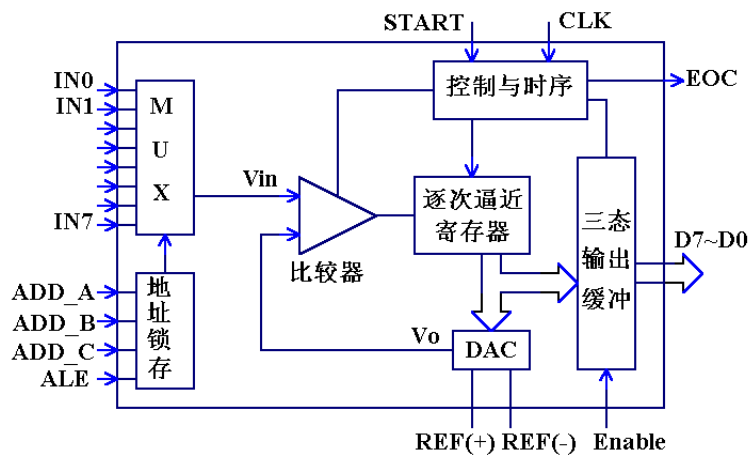 START
CLK
IN0
IN1
IN7
M
U
X
控制与时序
EOC
Vin
比较器
逐次逼近
寄存器
三态
输出
缓冲
D7~D0
ADD_A
ADD_B
ADD_C
ALE
地
址
锁
存
Vo
DAC
REF(+)
REF(-)
Enable